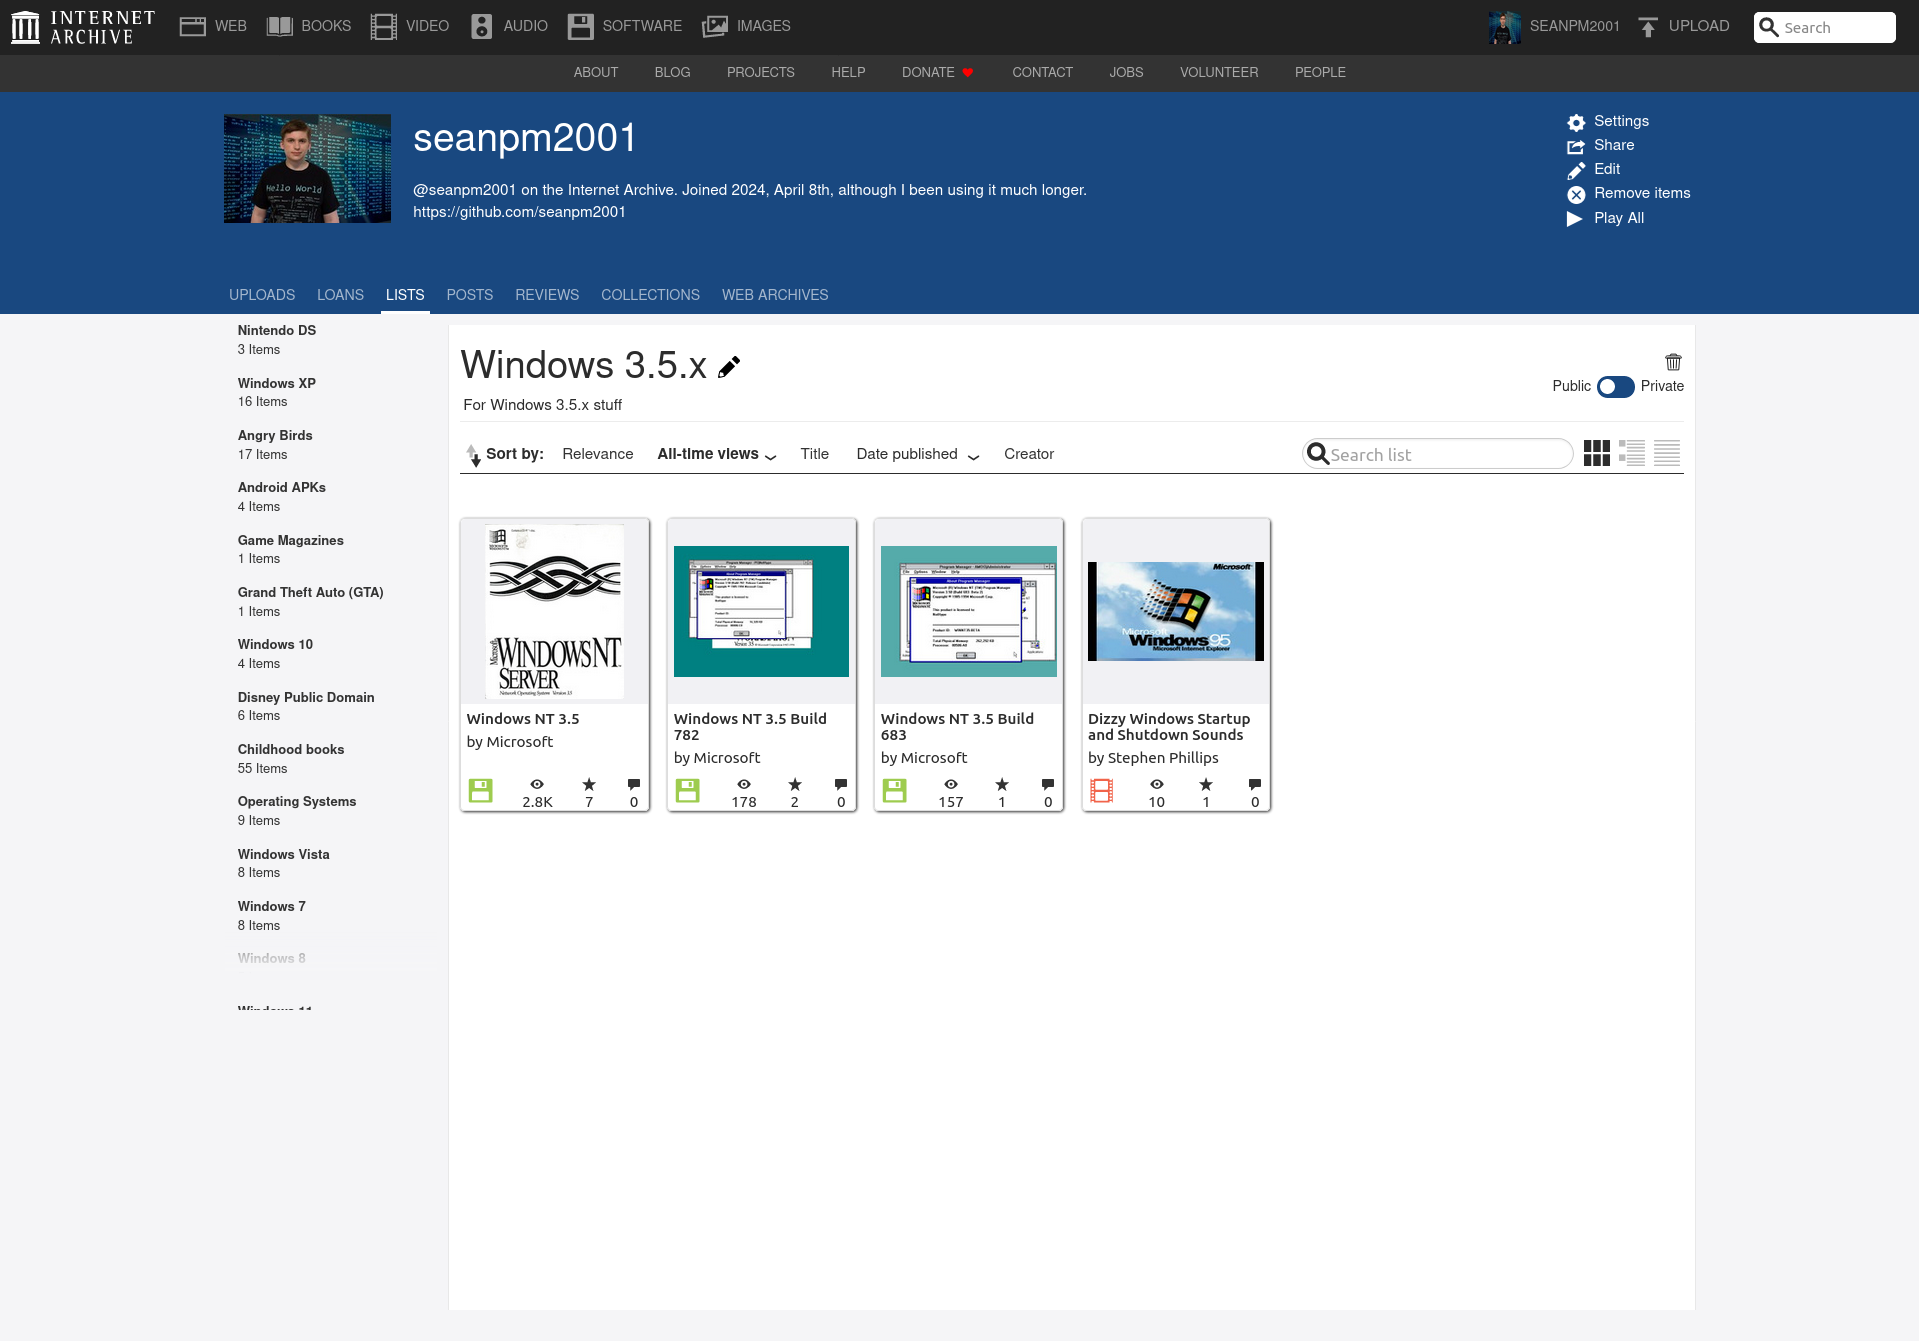 INTERNET ARCHIVE
WEB
BOOKS
VIDEO
AUDIO
SOFTWARE
IMAGES
SEANPM2001
UPLOAD
Search
ABOUT
BLOG
PROJECTS
HELP
DONATE
CONTACT
JOBS
VOLUNTEER
PEOPLE
Hello World
seanpm2001
@seanpm2001 on the Internet Archive. Joined 2024, April 8th, although I been using it much longer.
https://github.com/seanpm2001
Settings
Share
Edit
Remove items
Play All
UPLOADS
LOANS
LISTS
POSTS
REVIEWS
COLLECTIONS
WEB ARCHIVES
Nintendo DS
3 Items
Windows XP
16 Items
Angry Birds
17 Items
Android APKs
4 Items
Game Magazines
1 Items
Grand Theft Auto (GTA)
1 Items
Windows 10
4 Items
Disney Public Domain
6 Items
Childhood books
55 Items
Operating Systems
9 Items
Windows Vista
8 Items
Windows 7
8 Items
Windows 8
Windows 11
Windows 3.5.x
For Windows 3.5.x stuff
Public
Private
Sort by:
Relevance
All-time views
Title
Date published
Creator
Search list
Microsoft
WINDOWS NT
SERVER
Network Operating System Version 3.5
Windows NT 3.5
by Microsoft
2.8K
7
0
Windows NT 3.5 Build
782
by Microsoft
178
2
0
Windows NT 3.5 Build
683
by Microsoft
157
1
0
Microsoft
Microsoft
Windows 95
Microsoft Internet Explorer
Dizzy Windows Startup
and Shutdown Sounds
by Stephen Phillips
10
1
0